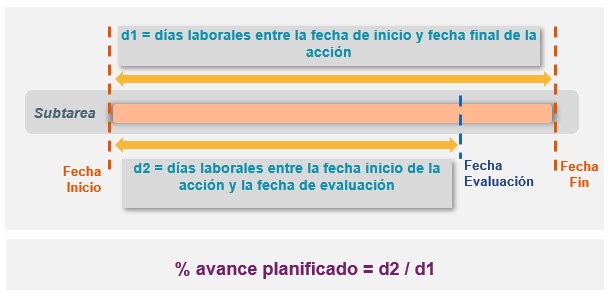 d1 = días laborales entre la fecha de inicio y fecha final de la
acción
Subtarea
Fecha
Inicio
d2 = días laborales entre la fecha inicio de la
acción y la fecha de evaluación
Fecha
Evaluación
Fecha
Fin
% avance planificado = d2 / d1